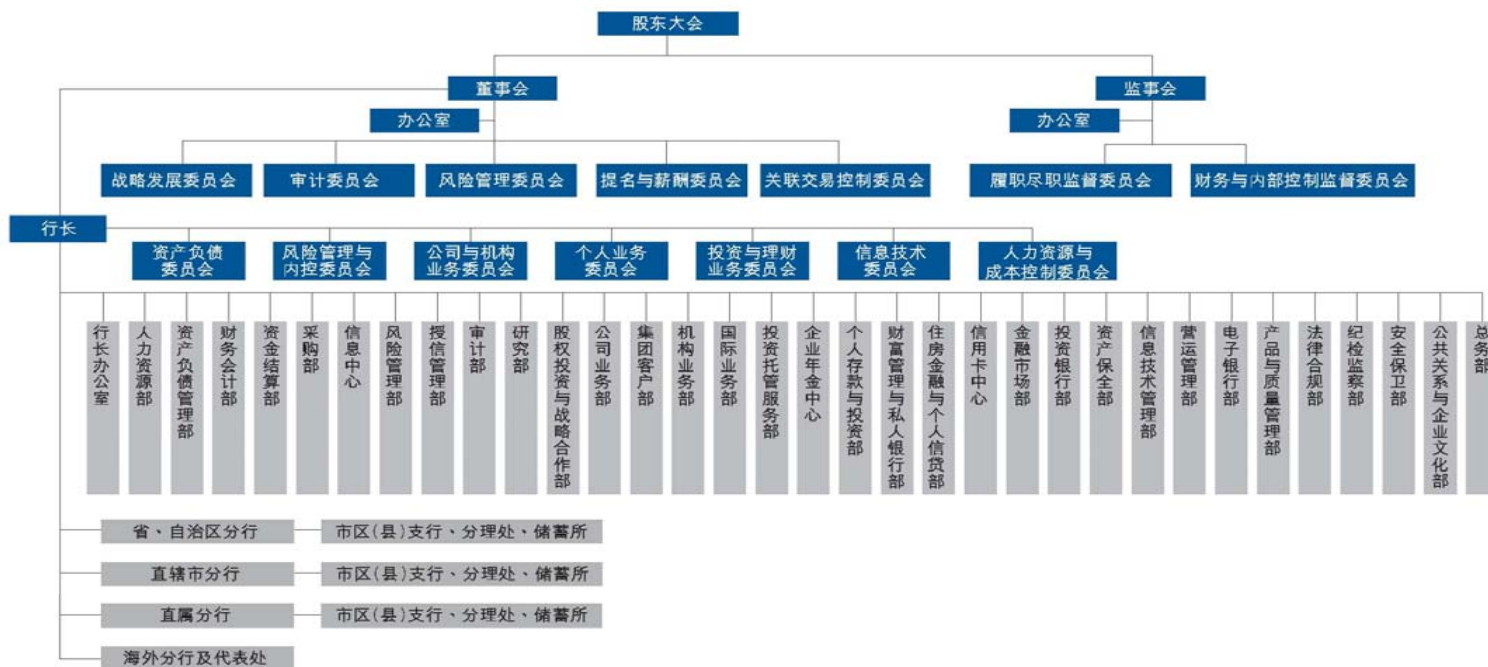 股东大会
董事会
监事会
办公室
办公室
战略发展委员会
审计委员会
风险管理委员会
提名与薪酬委员会
关联交易控制委员会
履职尽职监督委员会
财务与内部控制监督委员会
行长
资产负债
委员会
风险管理与
内控委员会
公司与机构
业务委员会
个人业务
委员会
投资与理财
业务委员会
信息技术
委员会
人力资源与
成本控制委员会
行长办公室
人力资源部
资产负债管理部
财务会计部
资金结算部
采购部
信息中心
风险管理部
授信管理部
审计部
研究部
股权投资与战略合作部
公司业务部
集团客户部
机构业务部
国际业务部
投资托管服务部
企业年金中心
个人存款与投资部
财富管理与私人银行部
住房金融与个人信贷部
信用卡中心
金融市场部
投资银行部
资产保全部
信息技术管理部
营运管理部
电子银行部
产品与质量管理部
法律合规部
纪检监察部
安全保卫部
公共关系与企业文化部
总务部
省、自治区分行
市区(县)支行、分理处、储蓄所
直辖市分行
市区(县)支行、分理处、储蓄所
直属分行
市区(县)支行、分理处、储蓄所
海外分行及代表处